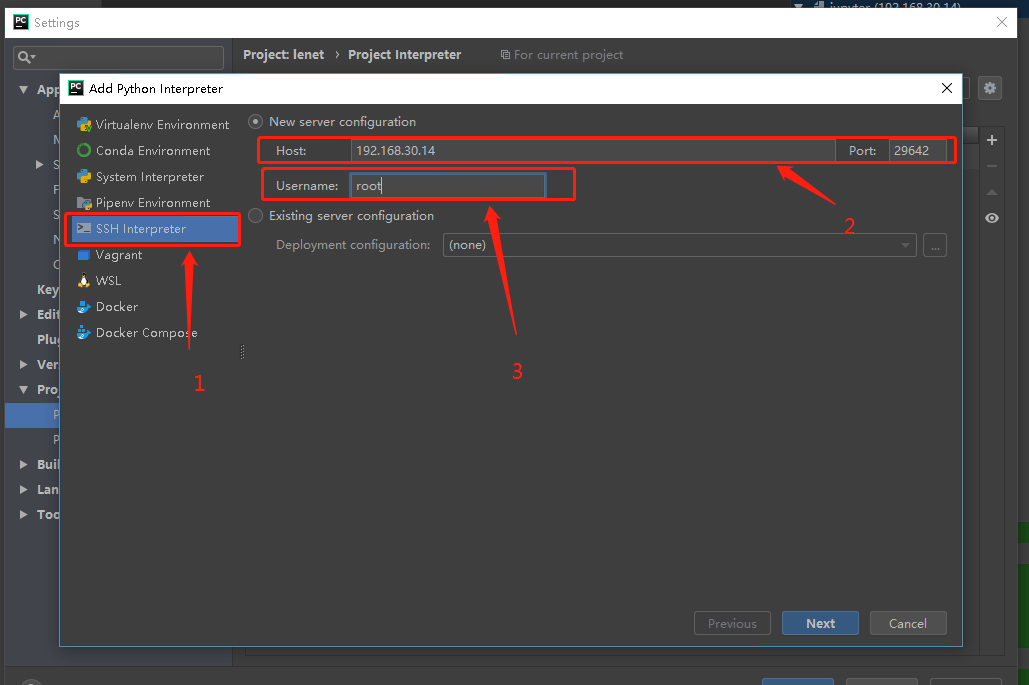 jupyter (192.168.30.14)
PC Settings
Project: lenet › Project Interpreter For current project
PC Add Python Interpreter
Virtualenv Environment
Conda Environment
System Interpreter
Pipenv Environment
SSH Interpreter
Vagrant
WSL
Docker
Docker Compose
New server configuration
Host: 192.168.30.14 Port: 29642
Username: root
Existing server configuration
Deployment configuration: (none) ...
1
2
3
App
Key
Edit
Plug
Ver
Proj
Buil
Lan
Too
Previous Next Cancel